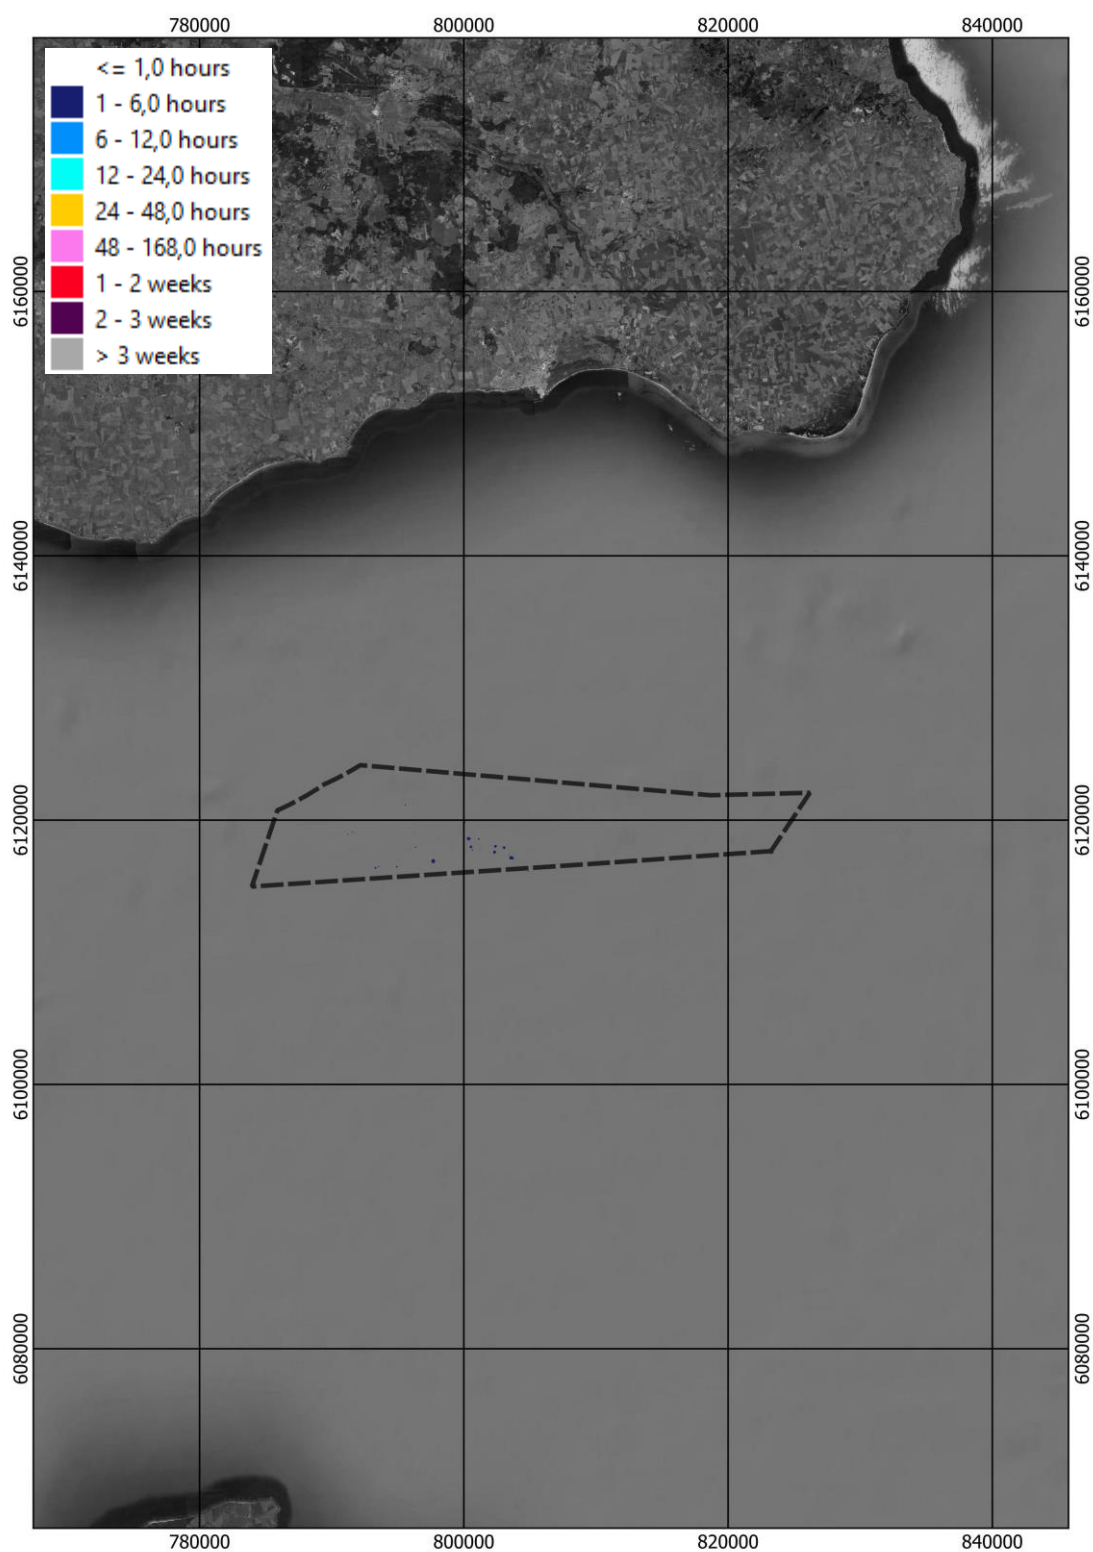 780000 800000 820000 840000
<= 1,0 hours
1 - 6,0 hours
6 - 12,0 hours
12 - 24,0 hours
24 - 48,0 hours
48 - 168,0 hours
1 - 2 weeks
2 - 3 weeks
> 3 weeks
6160000 6160000
6140000 6140000
6120000 6120000
6100000 6100000
6080000 6080000
780000 800000 820000 840000